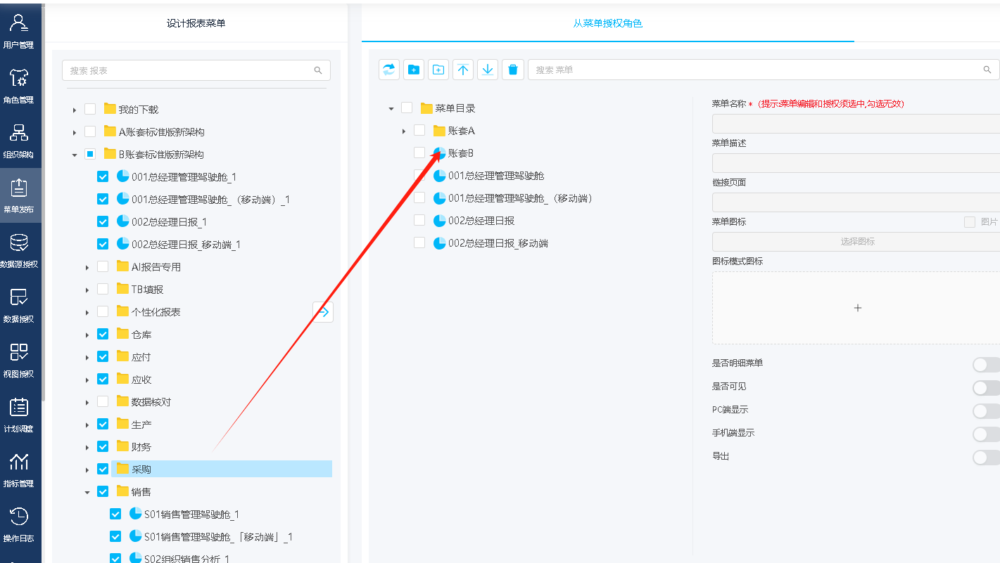 用户管理
角色管理
组织架构
菜单发布
数据源授权
数据授权
视图授权
计划调度
指标管理
操作日志
设计报表菜单
搜索 报表
我的下载
A账套标准版新架构
B账套标准版新架构
001总经理管理驾驶舱_1
001总经理管理驾驶舱_（移动端）_1
002总经理日报_1
002总经理日报_移动端_1
AI报告专用
TB填报
个性化报表
仓库
应付
应收
数据核对
生产
财务
采购
销售
S01销售管理驾驶舱_1
S01销售管理驾驶舱_「移动端」_1
S02组织销售分析_1
从菜单授权角色
搜索 菜单
菜单目录
账套A
账套B
001总经理管理驾驶舱
001总经理管理驾驶舱_（移动端）
002总经理日报
002总经理日报_移动端
菜单名称 *（提示:菜单编辑和授权须选中,勾选无效）
菜单描述
链接页面
菜单图标
图片
选择图标
图标模式图标
是否明细菜单
是否可见
PC端显示
手机端显示
导出